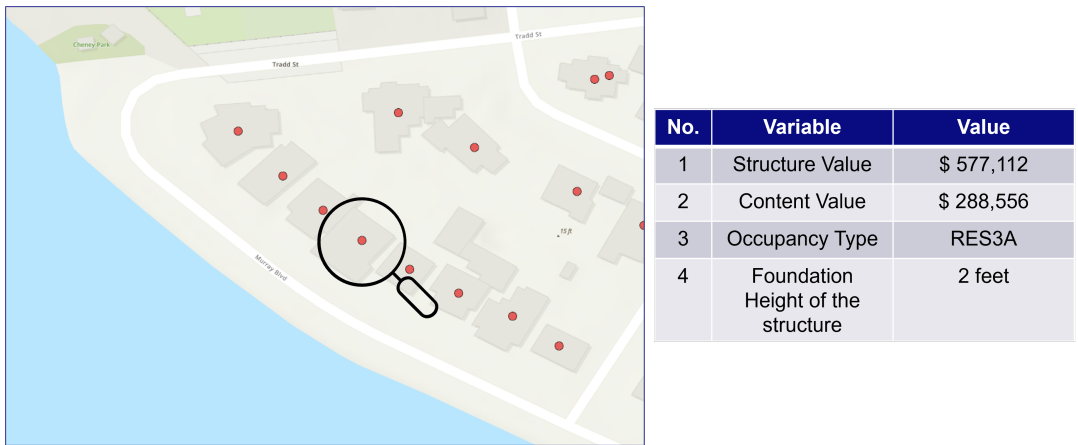 Choney Park
Tradd St
Tradd St
15 ft
Murray Blvd
No. Variable Value
1 Structure Value $ 577,112
2 Content Value $ 288,556
3 Occupancy Type RES3A
4 Foundation 2 feet
Height of the
structure